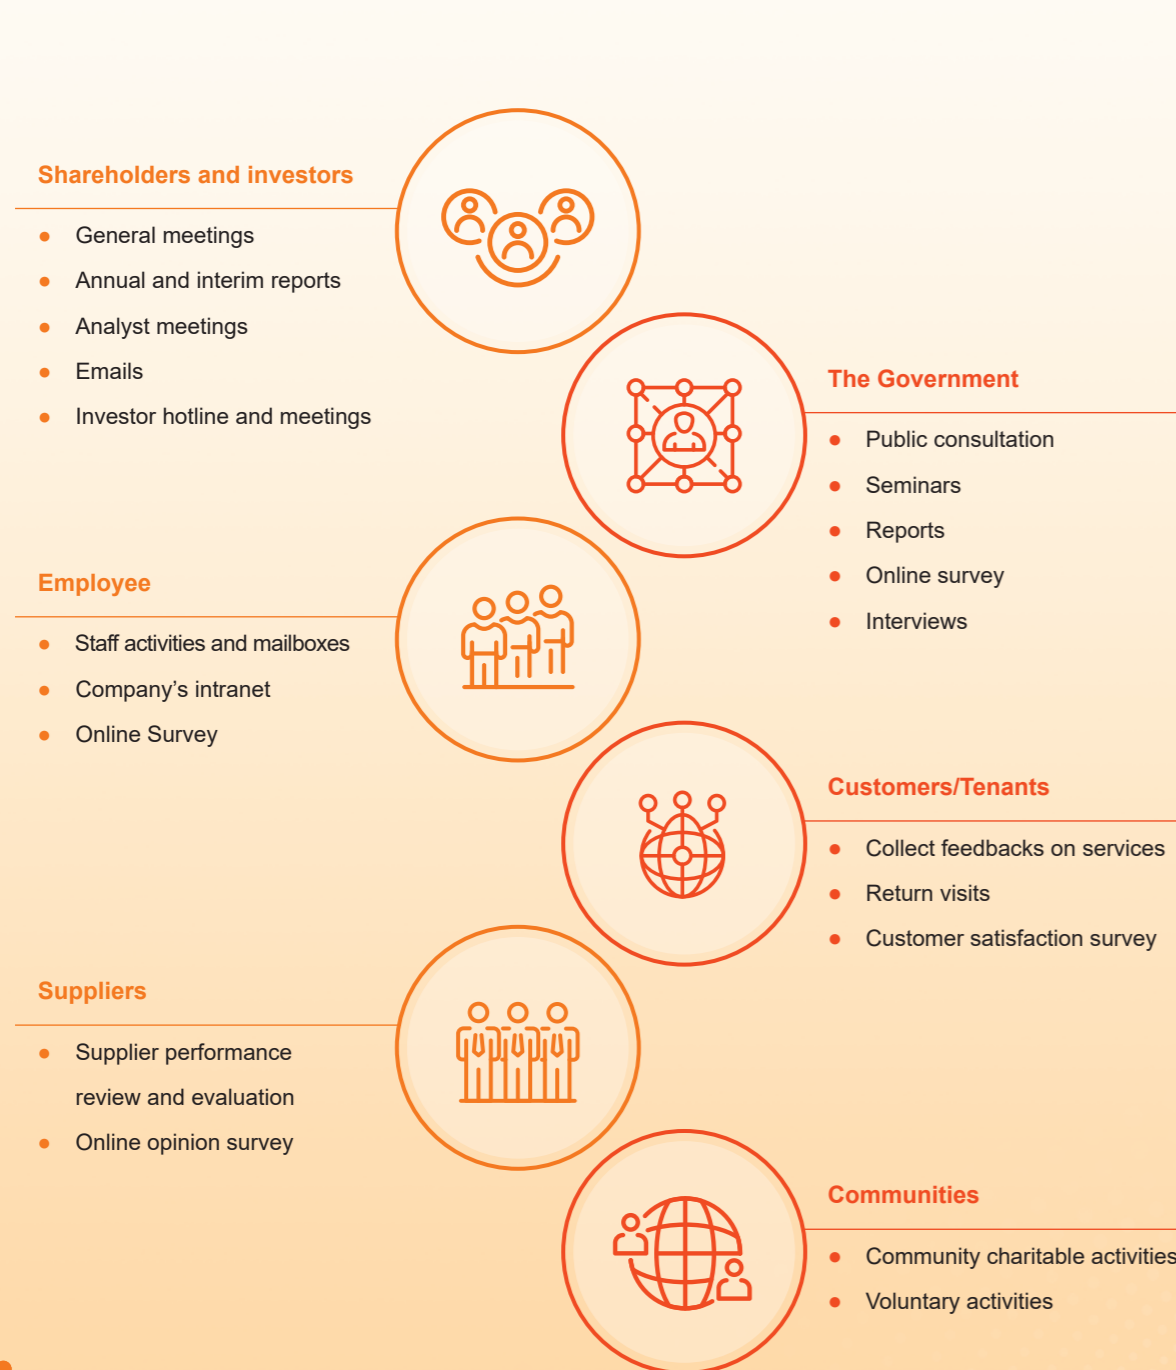 Shareholders and investors
● General meetings
● Annual and interim reports
● Analyst meetings
● Emails
● Investor hotline and meetings
The Government
● Public consultation
● Seminars
● Reports
● Online survey
● Interviews
Employee
● Staff activities and mailboxes
● Company’s intranet
● Online Survey
Customers/Tenants
● Collect feedbacks on services
● Return visits
● Customer satisfaction survey
Suppliers
● Supplier performance
review and evaluation
● Online opinion survey
Communities
● Community charitable activities
● Voluntary activities